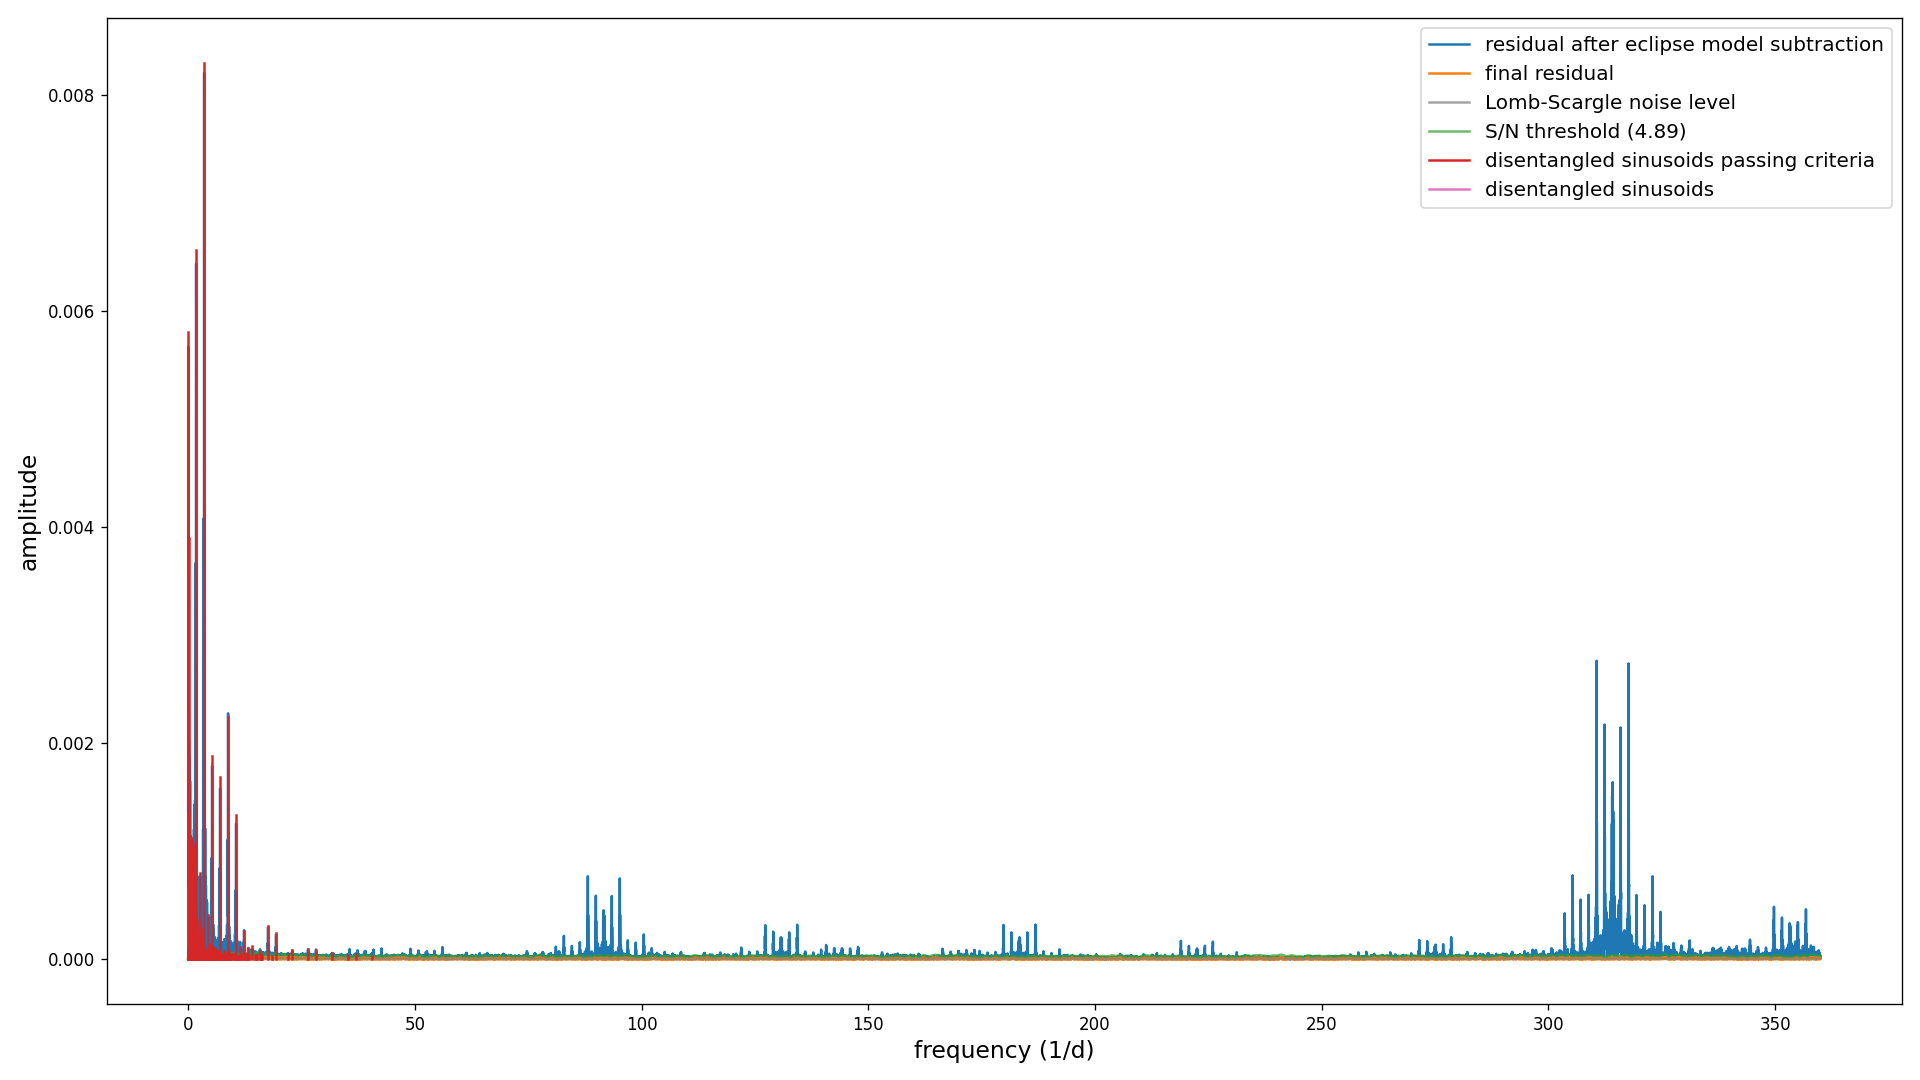 residual after eclipse model subtraction
final residual
Lomb-Scargle noise level
S/N threshold (4.89)
disentangled sinusoids passing criteria
disentangled sinusoids
0.008
0.006
0.004
0.002
0.000
amplitude
0 50 100 150 200 250 300 350
frequency (1/d)